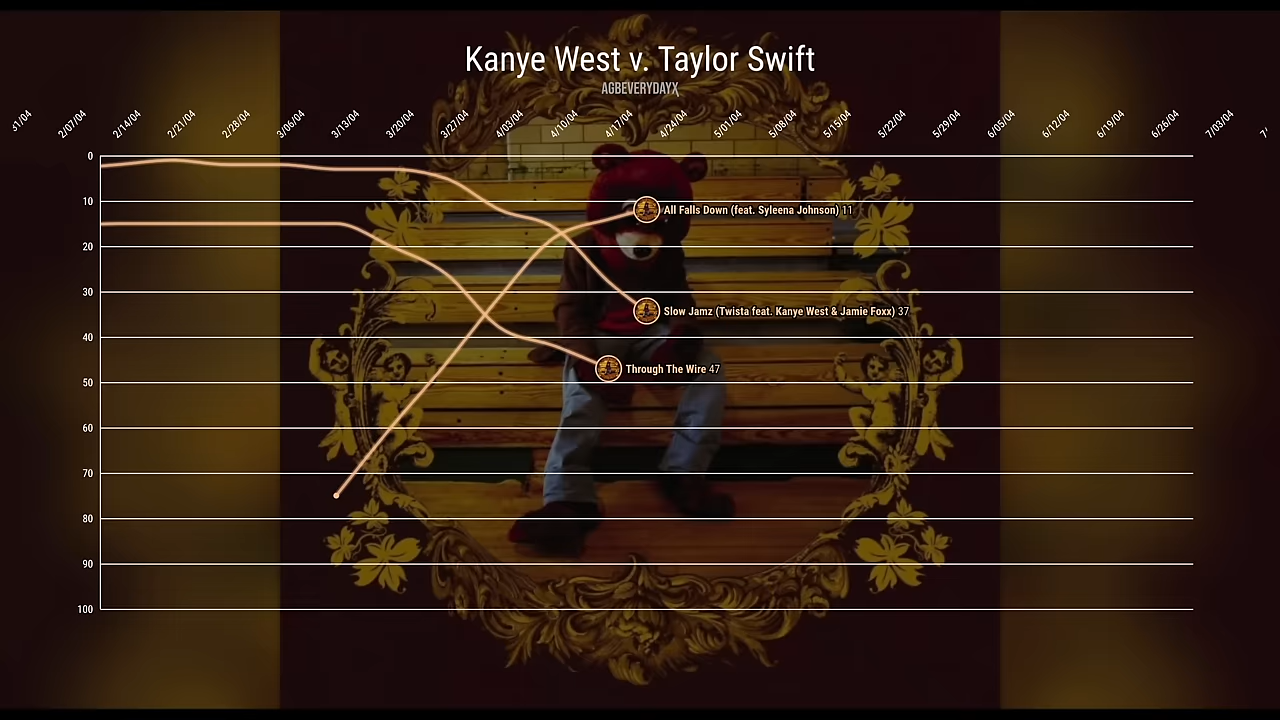 Kanye West v. Taylor Swift
AGBEVERYDAYX
31/04 2/07/04 2/14/04 2/21/04 2/28/04 3/06/04 3/13/04 3/20/04 3/27/04 4/03/04 4/10/04 4/17/04 4/24/04 5/01/04 5/08/04 5/15/04 5/22/04 5/29/04 6/05/04 6/12/04 6/19/04 6/26/04 7/03/04 7/
0
10
All Falls Down (feat. Syleena Johnson) 11
20
30
Slow Jamz (Twista feat. Kanye West & Jamie Foxx) 37
40
Through The Wire 47
50
60
70
80
90
100